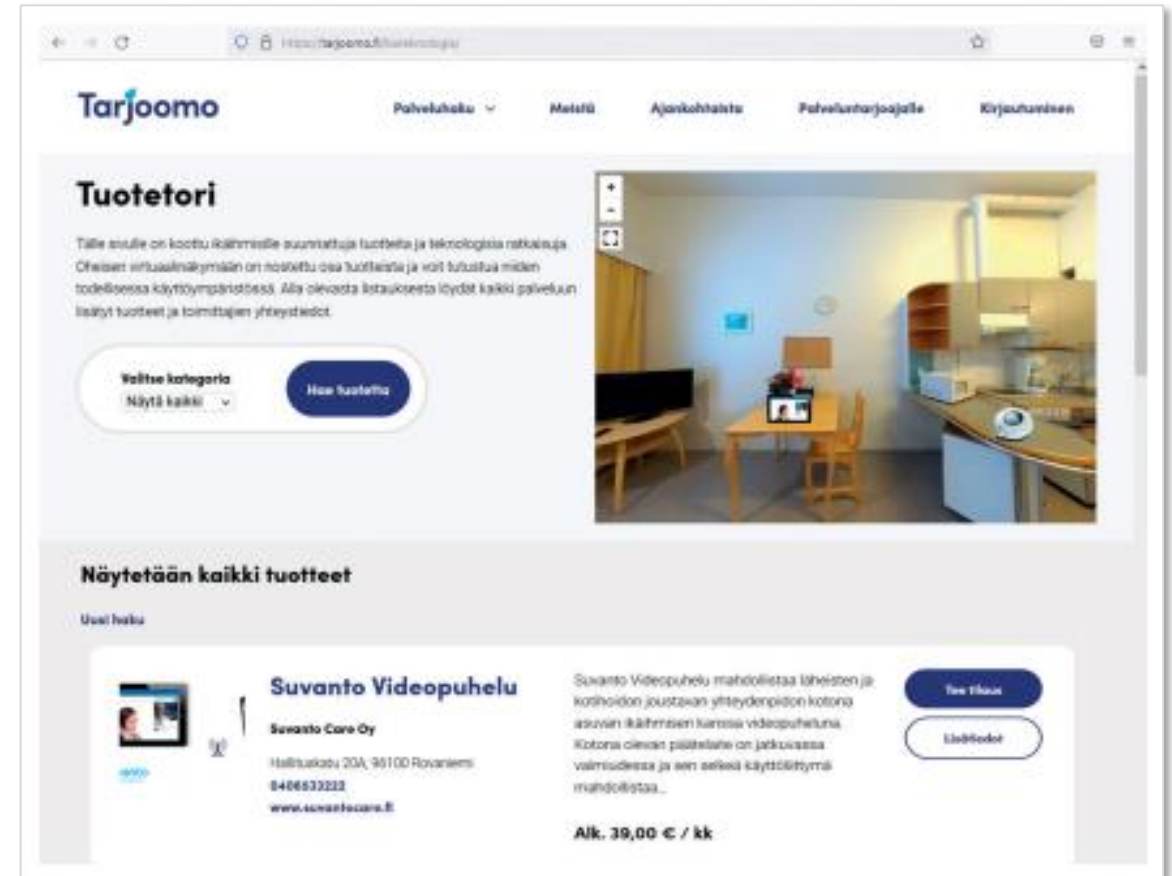 Tarjoomo
Palveluhaku
Meistä
Ajankohtaista
Palveluntarjoajalle
Kirjautuminen
Tuotetori
Tälle sivulle on koottu ikäihmisille suunnattuja tuotteita ja teknologisia ratkaisuja.
Oheisen virtuaalinäkymään on nostettu osa tuotteista ja voit tutustua niiden
todellisessa käyttöympäristössä. Alla olevasta listauksesta löydät kaikki palveluun
lisätyt tuotteet ja toimittajien yhteystiedot.
Valitse kategoria
Näytä kaikki
Hae tuotetta
+
-
Näytetään kaikki tuotteet
Uusi haku
Suvanto Videopuhelu
Suvanto Care Oy
Hallituskatu 20A, 96100 Rovaniemi
0406533222
www.suvantocare.fi
Suvanto Videopuhelu mahdollistaa läheisten ja
kotihoidon joustavan yhteydenpidon kotona
asuvan ikäihmisen kanssa videopuheluna.
Kotona olevan päätelaite on jatkuvassa
valmiudessa ja sen selkeä käyttöliittymä
mahdollistaa...
Alk. 39,00 € / kk
Tee tilaus
Lisätiedot